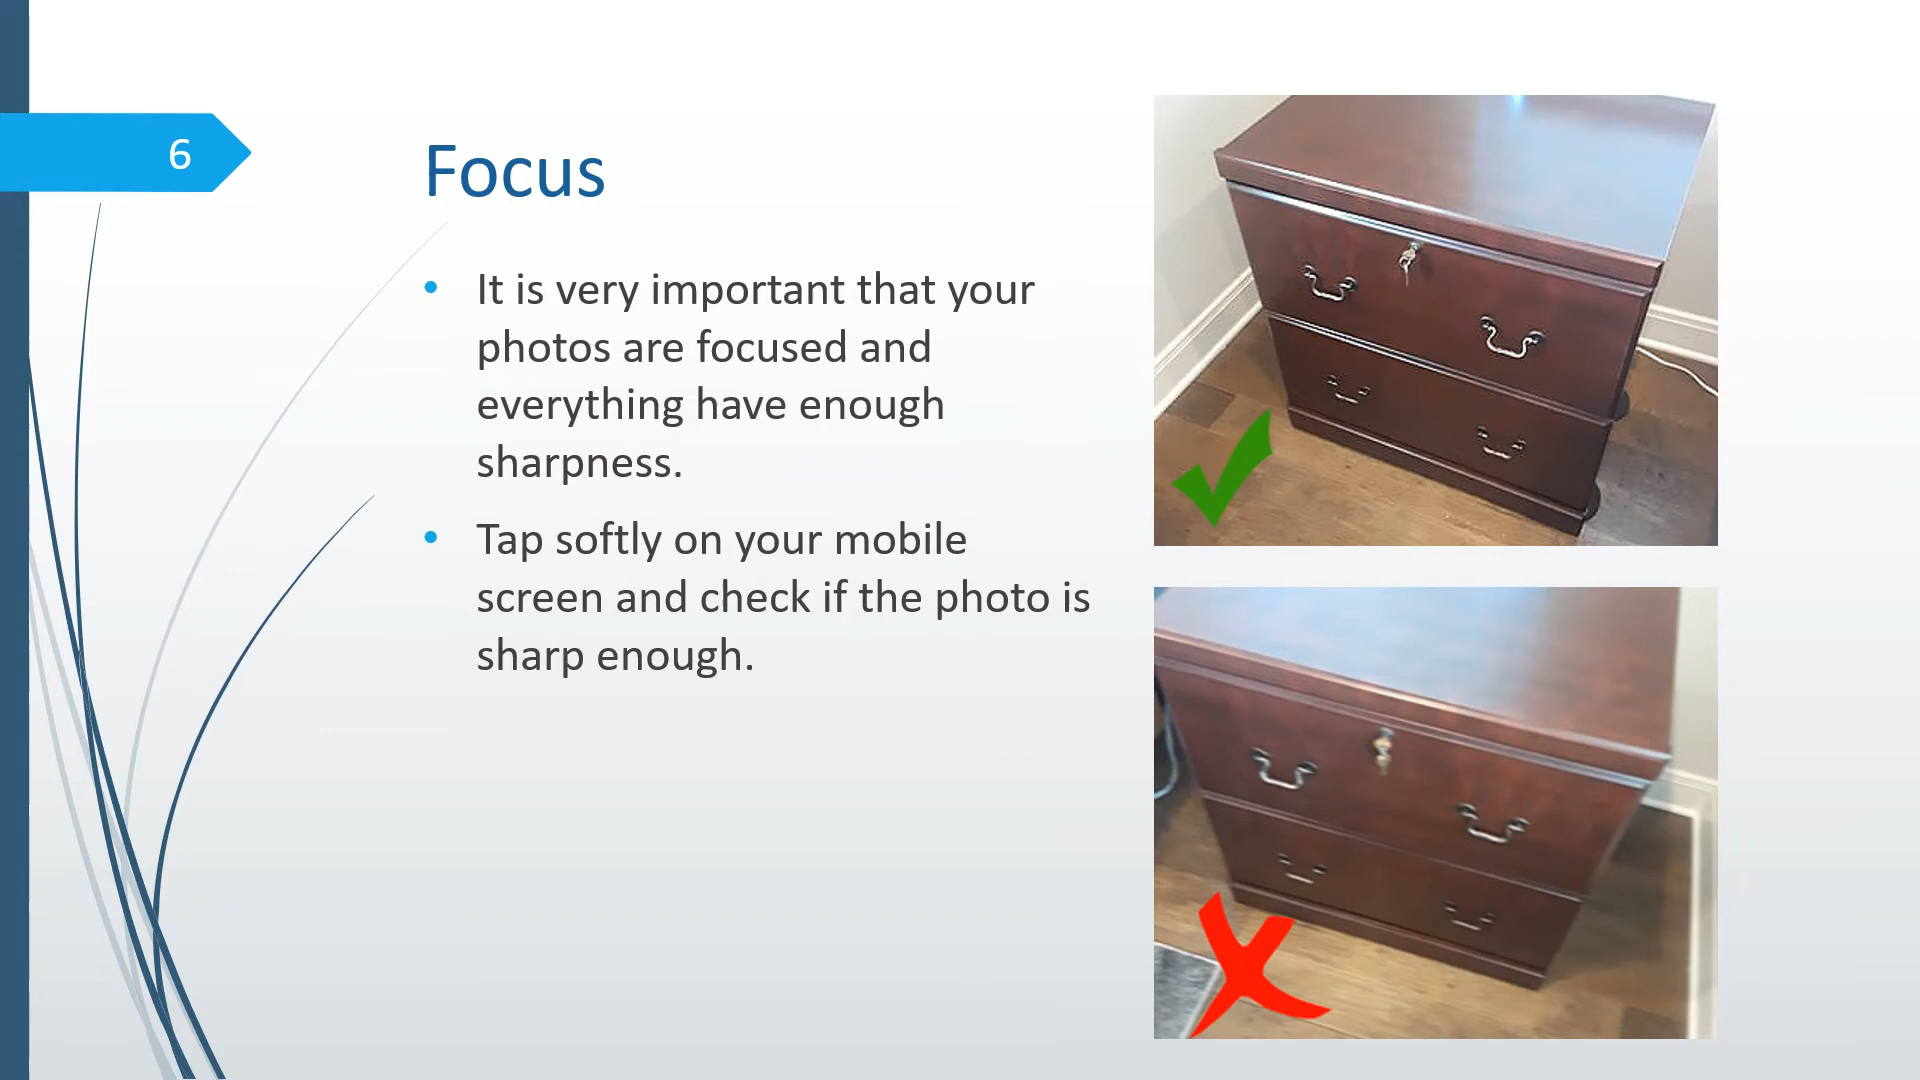 6
Focus
• It is very important that your
photos are focused and
everything have enough
sharpness.
• Tap softly on your mobile
screen and check if the photo is
sharp enough.